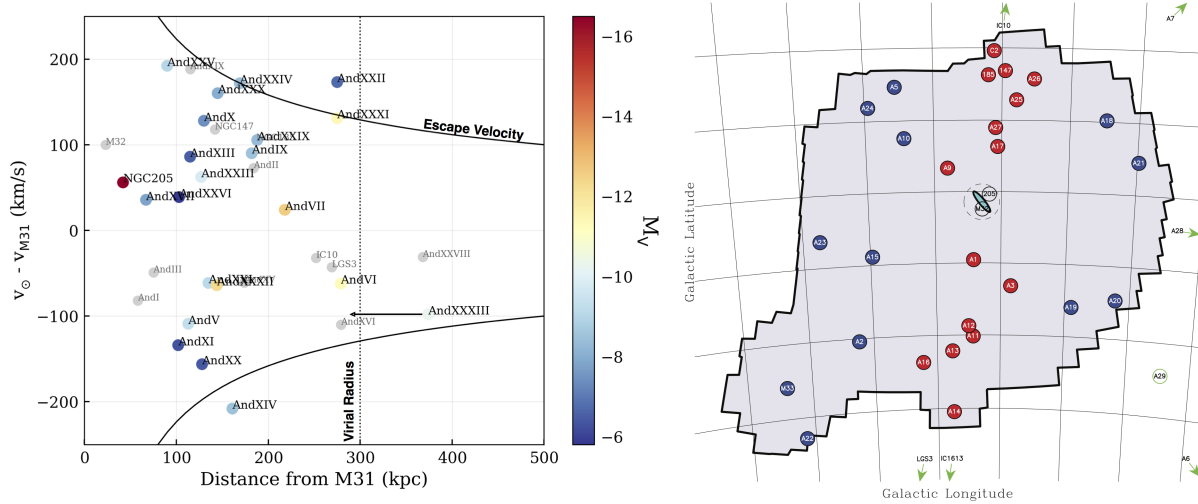 200
100
0
−100
−200
0
100
200
300
400
500
v⊙ - vM31 (km/s)
Distance from M31 (kpc)
AndXXV
AndXIX
AndXXIV
AndXXX
AndXXII
AndXXXI
Escape Velocity
AndX
NGC147
M32
AndXXIX
AndIX
AndII
AndXIII
AndXXIII
NGC205
AndXXVI
AndVII
IC10
LGS3
AndXXVIII
AndIII
AndXXI
AndXXXII
AndVI
AndI
AndXXXIII
AndXVI
AndV
AndXI
AndXX
AndXIV
Virial Radius
−16
−14
−12
−10
−8
−6
MV
IC10
A7
C2
147
185
A26
A25
A5
A24
A10
A27
A17
A18
A21
A9
205
M32
A28
A23
A15
A1
A3
A19
A20
A12
A11
A13
A16
A2
M33
A22
A14
A29
A6
LGS3
IC1613
Galactic Latitude
Galactic Longitude